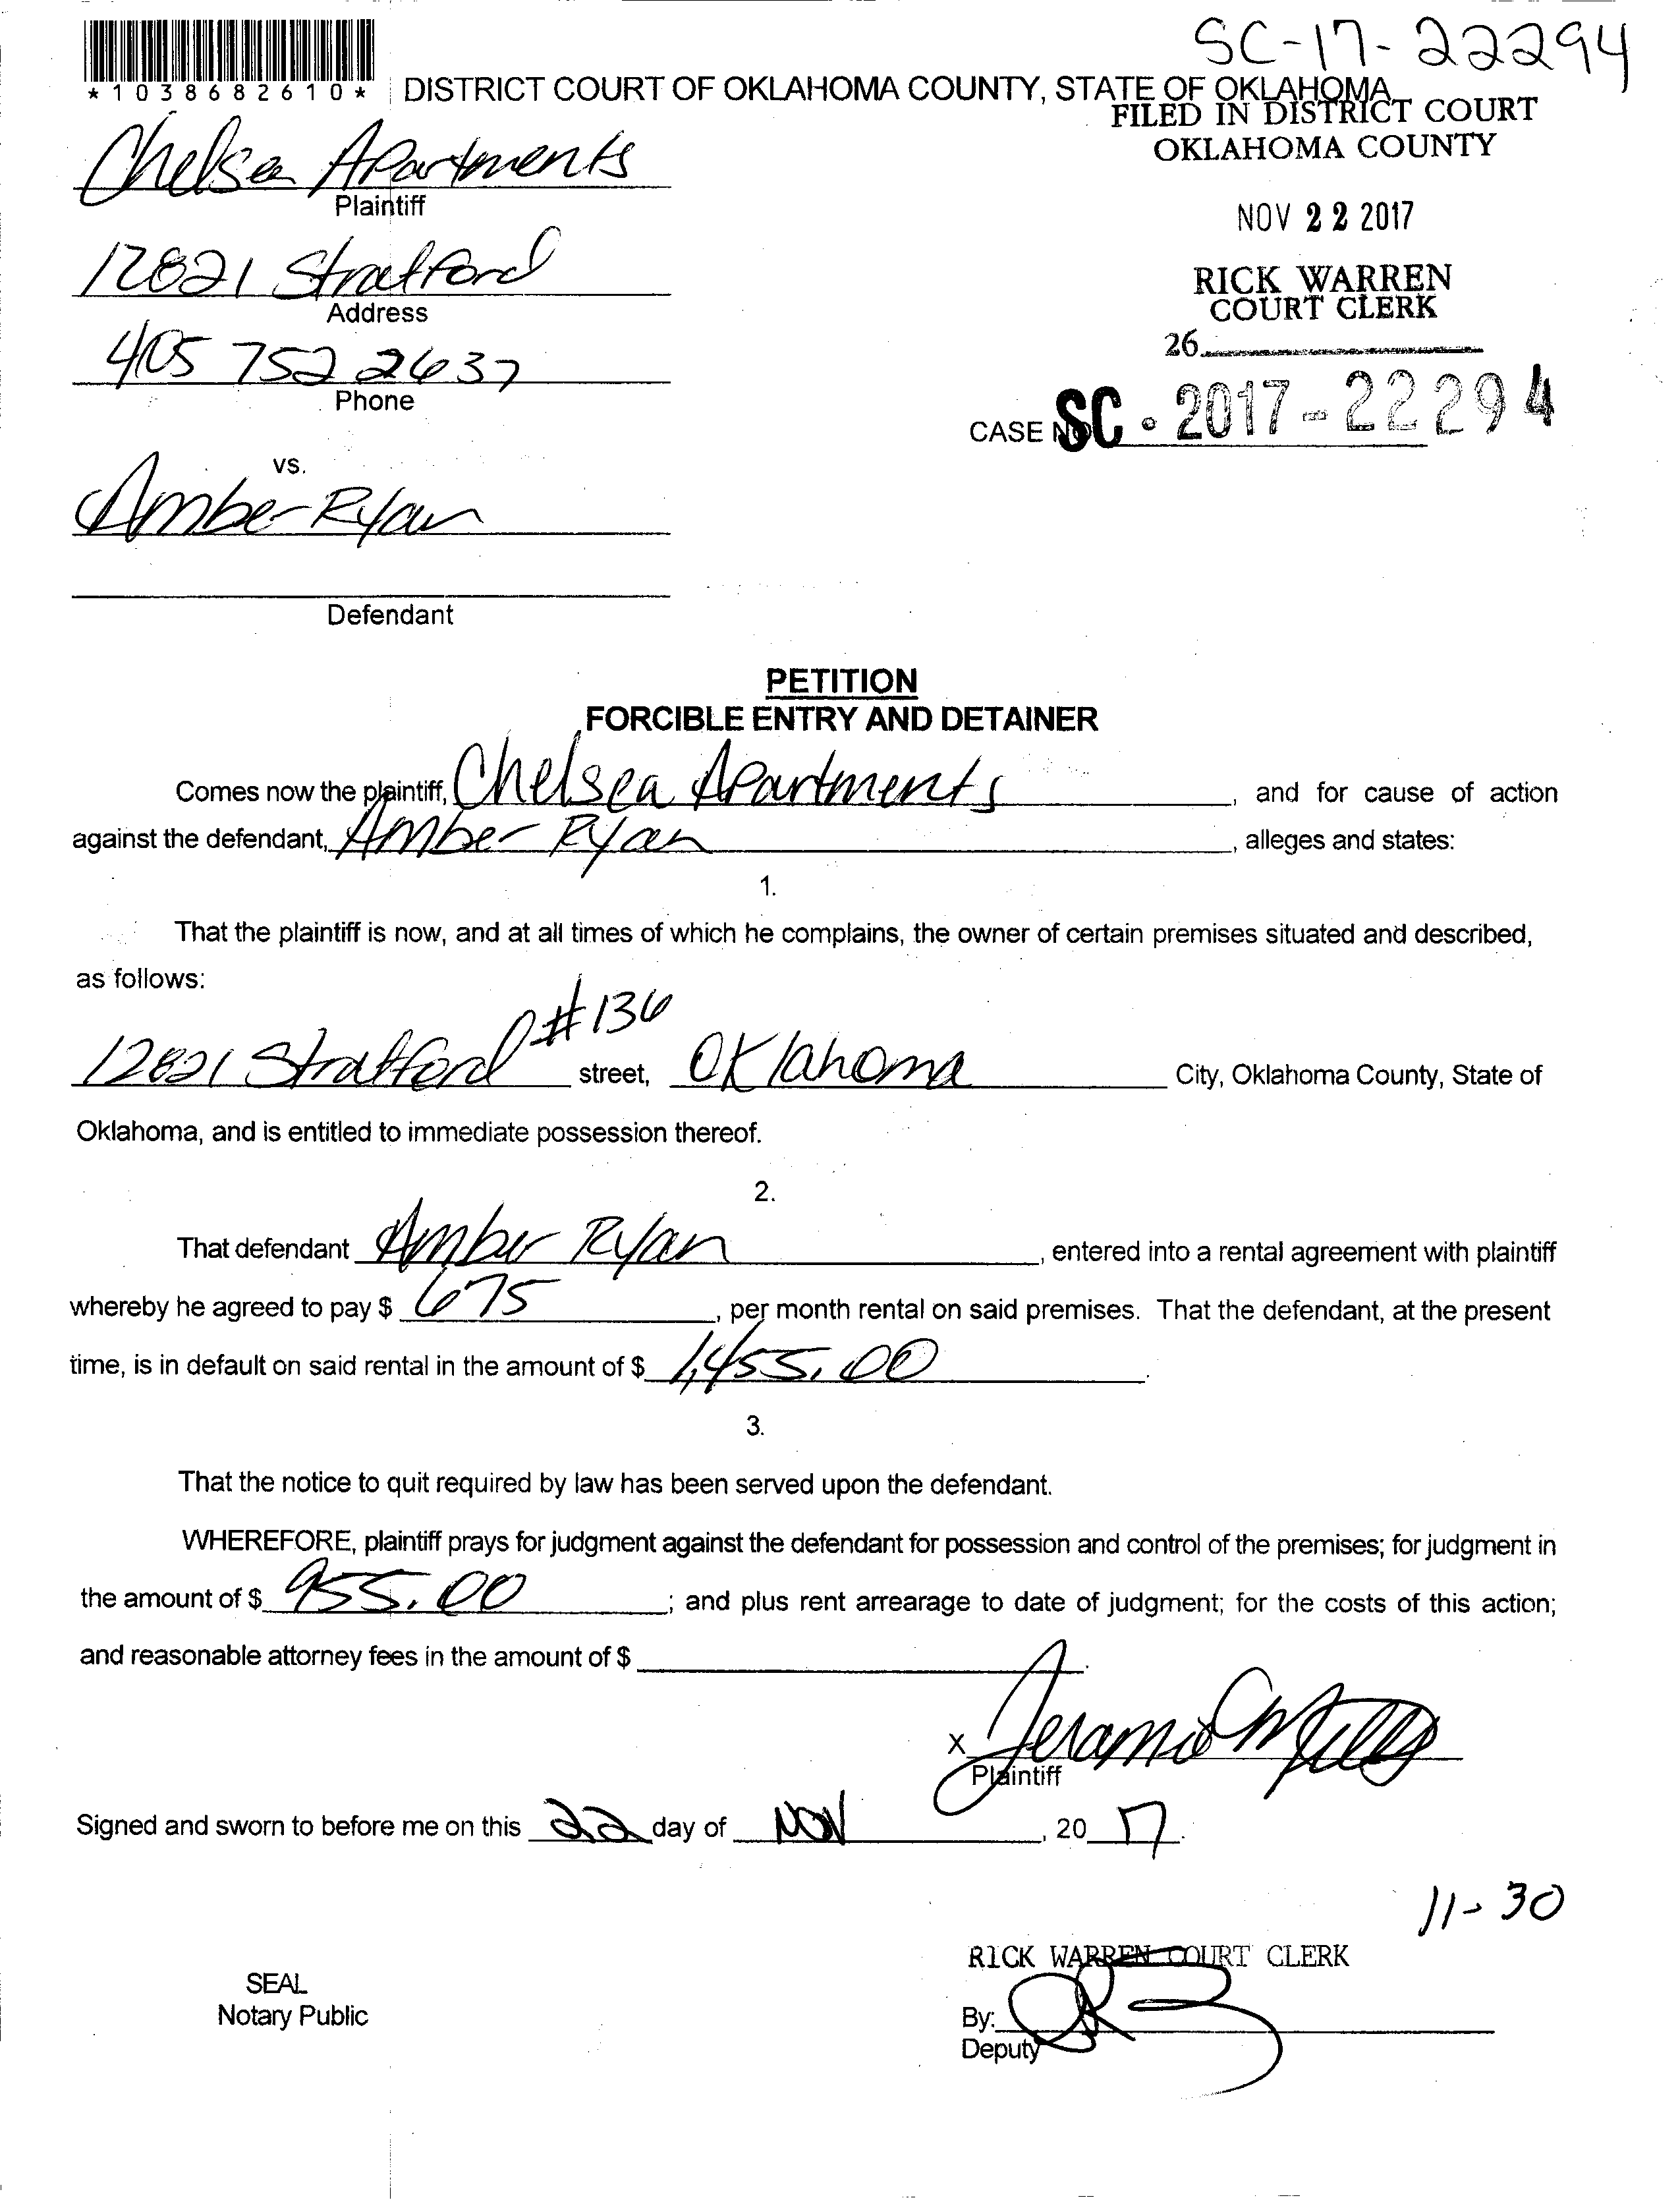 SC-17-22294
*1038682610*
DISTRICT COURT OF OKLAHOMA COUNTY, STATE OF OKLAHOMA
FILED IN DISTRICT COURT
OKLAHOMA COUNTY
Chelsea Apartments
Plaintiff
NOV 22 2017
12821 Stratford
Address
RICK WARREN
COURT CLERK
405 752 2637
Phone
26
CASE NO SC-2017-22294
vs.
Amber Ryan
Defendant
PETITION
FORCIBLE ENTRY AND DETAINER
Comes now the plaintiff, Chelsea Apartments, and for cause of action
against the defendant, Amber Ryan, alleges and states:
1.
That the plaintiff is now, and at all times of which he complains, the owner of certain premises situated and described,
as follows:
12821 Stratford #136 street, Oklahoma City, Oklahoma County, State of
Oklahoma, and is entitled to immediate possession thereof.
2.
That defendant Amber Ryan, entered into a rental agreement with plaintiff
whereby he agreed to pay $ 675, per month rental on said premises. That the defendant, at the present
time, is in default on said rental in the amount of $ 1,455.00.
3.
That the notice to quit required by law has been served upon the defendant.
WHEREFORE, plaintiff prays for judgment against the defendant for possession and control of the premises; for judgment in
the amount of $ 955.00; and plus rent arrearage to date of judgment; for the costs of this action;
and reasonable attorney fees in the amount of $ .
x
Plaintiff
Signed and sworn to before me on this 22 day of NOV, 20 17.
11-30
RICK WARREN COURT CLERK
SEAL
Notary Public
By:
Deputy